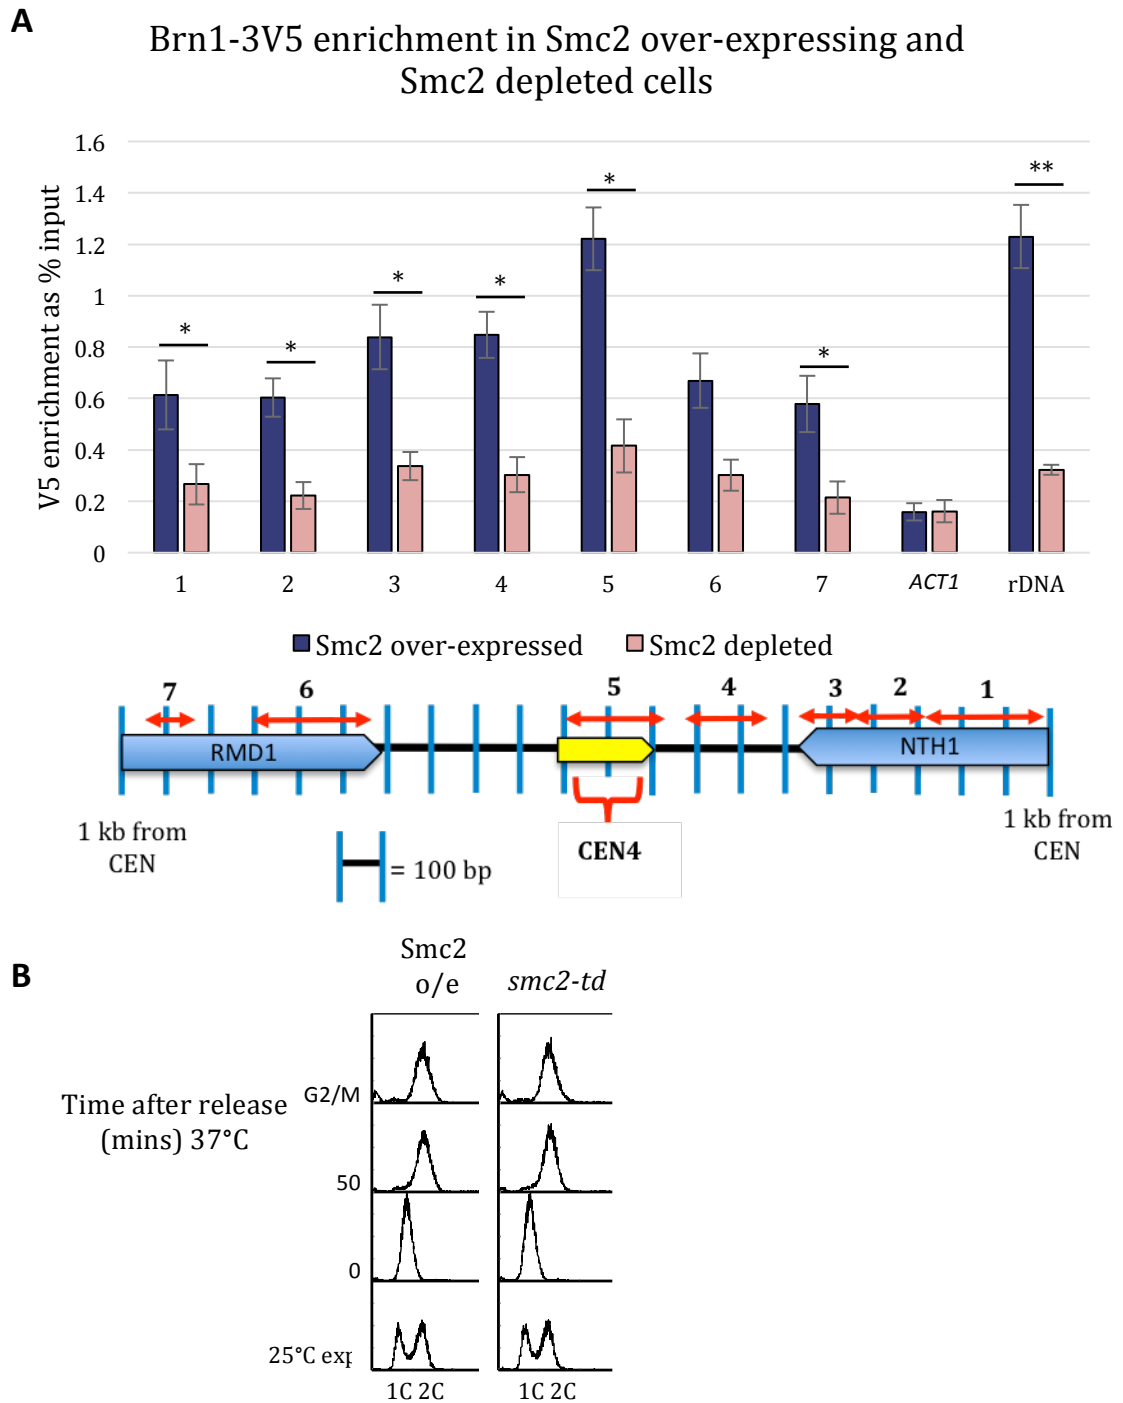 A
Brn1-3V5 enrichment in Smc2 over-expressing and
Smc2 depleted cells
V5 enrichment as % input
1.6
1.4
1.2
1
0.8
0.6
0.4
0.2
0
*
*
*
*
*
*
**
1 2 3 4 5 6 7 ACT1 rDNA
Smc2 over-expressed Smc2 depleted
7 6 5 4 3 2 1
RMD1 NTH1
1 kb from
CEN
CEN4
1 kb from
CEN
= 100 bp
B
Smc2
o/e
smc2-td
Time after release
(mins) 37°C
G2/M
50
0
25°C exp
1C 2C 1C 2C